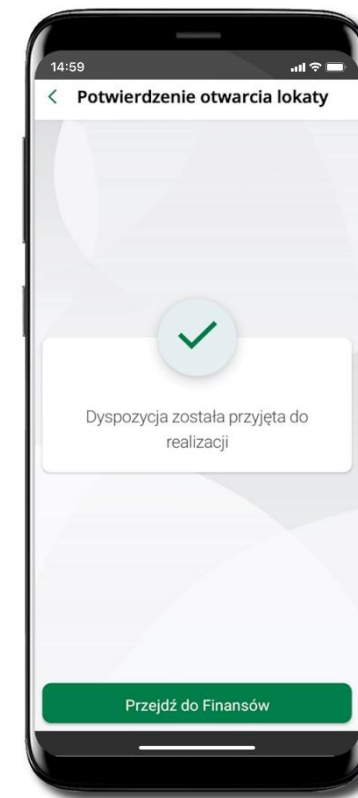 14:59
Potwierdzenie otwarcia lokaty
Dyspozycja została przyjęta do
realizacji
Przejdź do Finansów